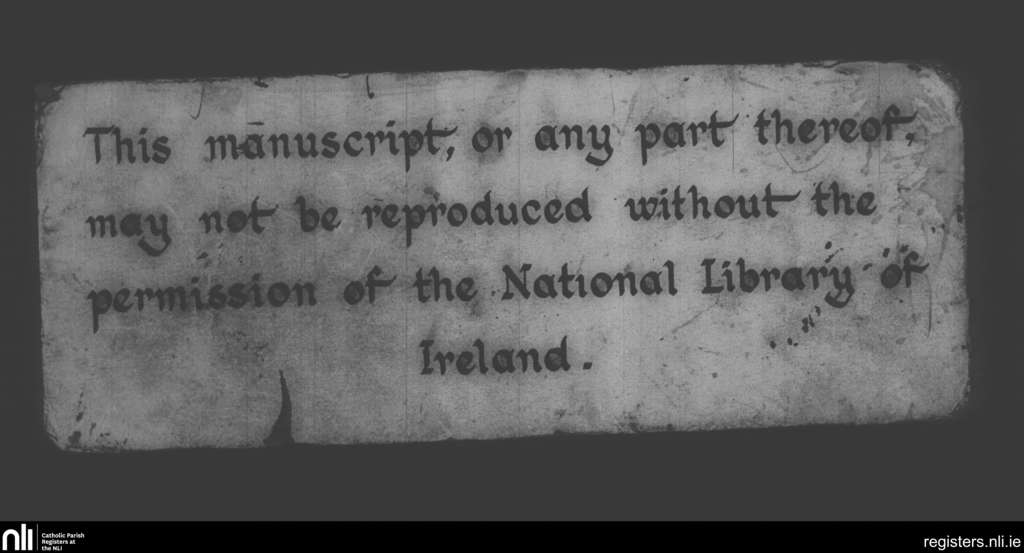 This manuscript, or any part thereof,
may not be reproduced without the
permission of the National Library of
Ireland.
nli
Catholic Parish
Registers at
the NLI
registers.nli.ie